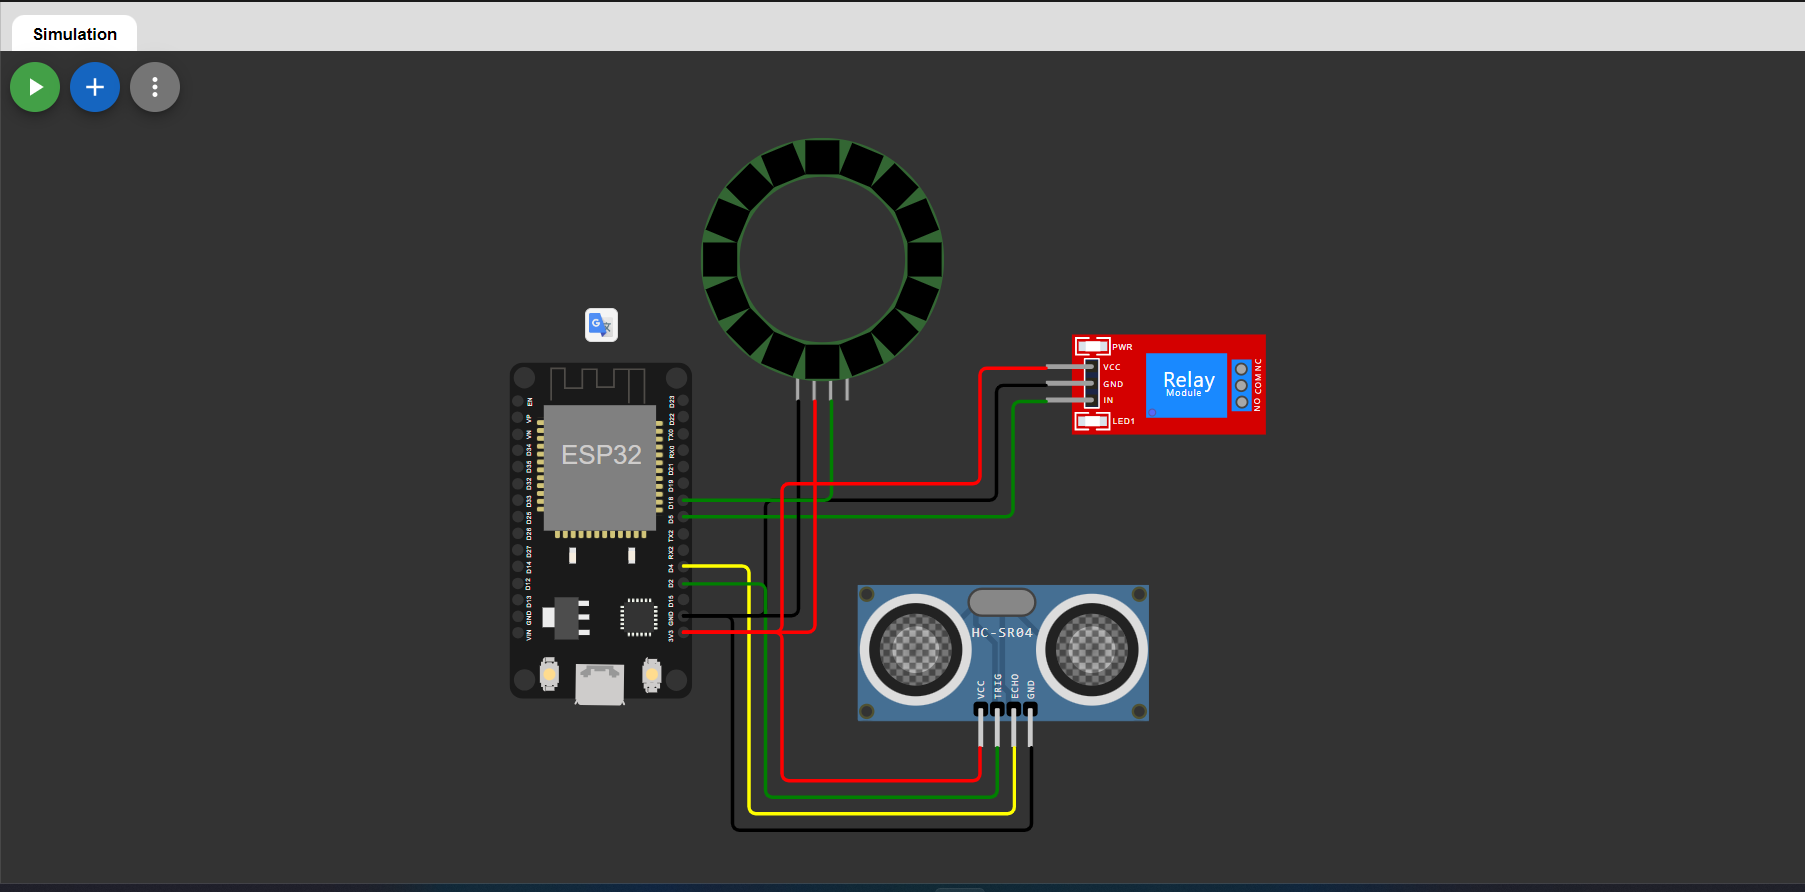 Simulation
PWR
VCC
GND
IN
LED1
Relay
Module
NO COM NC
ESP32
EN
VP
VN
D34
D35
D32
D33
D25
D26
D27
D14
D12
D13
GND
VIN
D23
D22
TX0
RX0
D21
D19
D18
D5
TX2
RX2
D4
D2
D15
GND
3V3
HC-SR04
VCC
TRIG
ECHO
GND
G 文